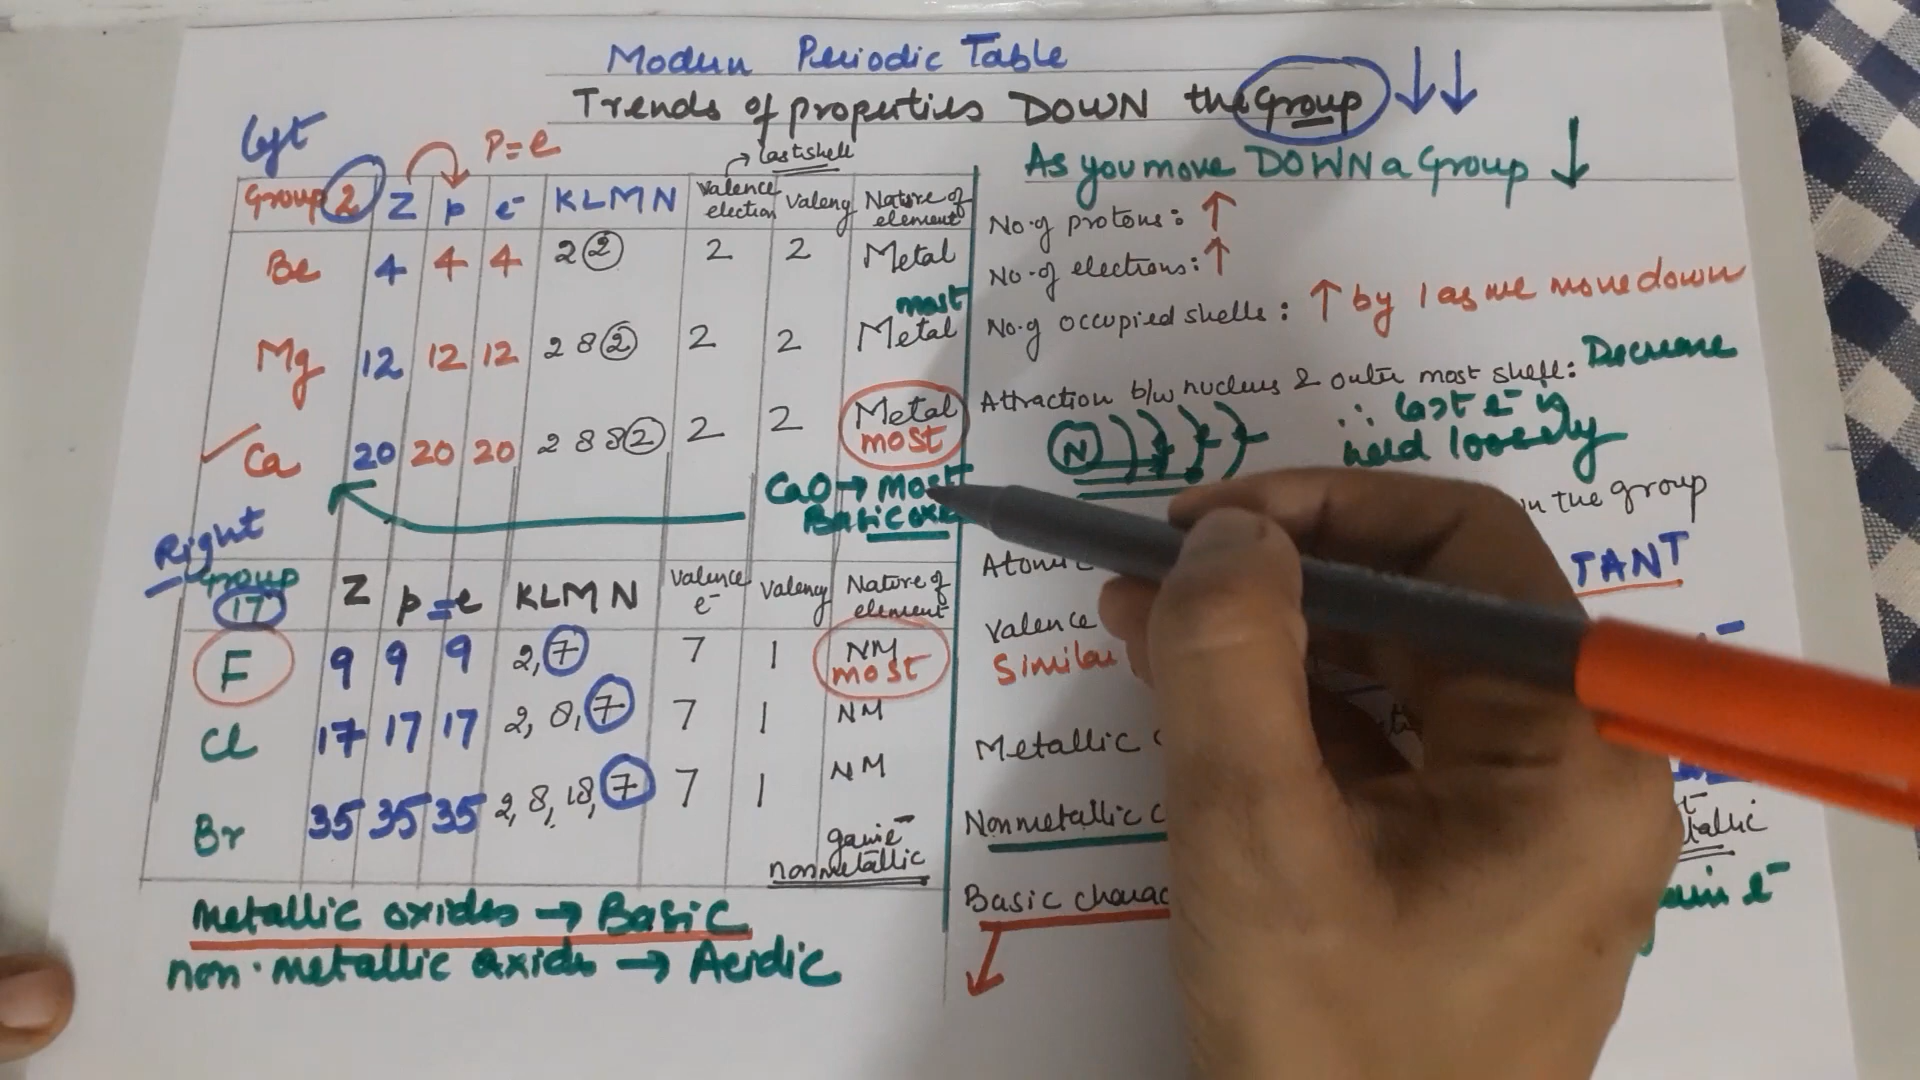 Modern Periodic Table
Trends of properties DOWN the group
left
P=e
last shell
Group 2 Z p e⁻ KLMN Valence election Valency Nature of element
Be 4 4 4 2 2 2 2 Metal
most
Mg 12 12 12 2 8 2 2 2 Metal
Ca 20 20 20 2 8 8 2 2 2 Metal most
CaO → Most
Basic
Right
Group 17 Z p = e KLMN Valence e⁻ Valency Nature of element
F 9 9 9 2, 7 7 1 NM most
Cl 17 17 17 2, 8, 7 7 1 NM
Br 35 35 35 2, 8, 18, 7 7 1 NM
gain e⁻
nonmetallic
Metallic oxides → Basic
non-metallic oxides → Acidic
As you move DOWN a Group
No. of protons: ↑
No. of electrons: ↑
No. of occupied shells: ↑ by 1 as we move down
Attraction b/w nucleus & outer most shell: Decrease
∴ last e⁻ is
held loosely
N
the group
Valence
Similar
Metallic
Nonmetallic
Basic
e⁻